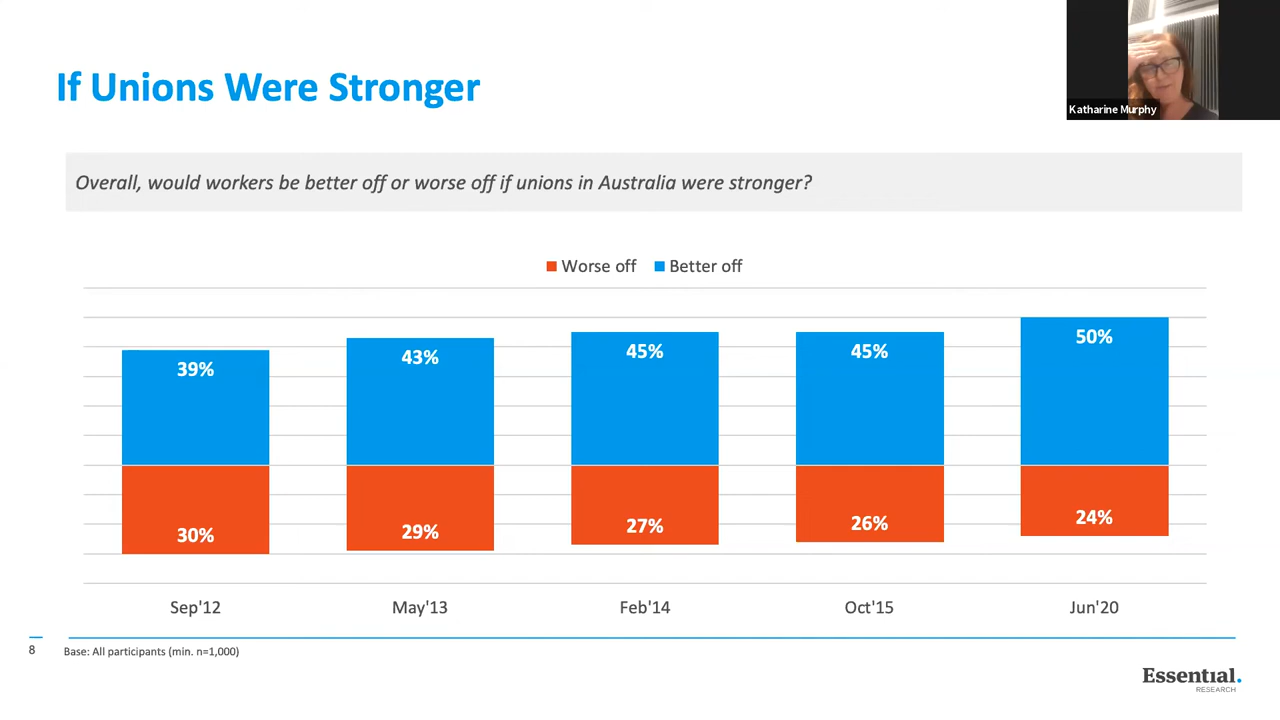 If Unions Were Stronger
Katharine Murphy
Overall, would workers be better off or worse off if unions in Australia were stronger?
Worse off Better off
39% 43% 45% 45% 50%
30% 29% 27% 26% 24%
Sep'12 May'13 Feb'14 Oct'15 Jun'20
8 Base: All participants (min. n=1,000)
Essential.
RESEARCH